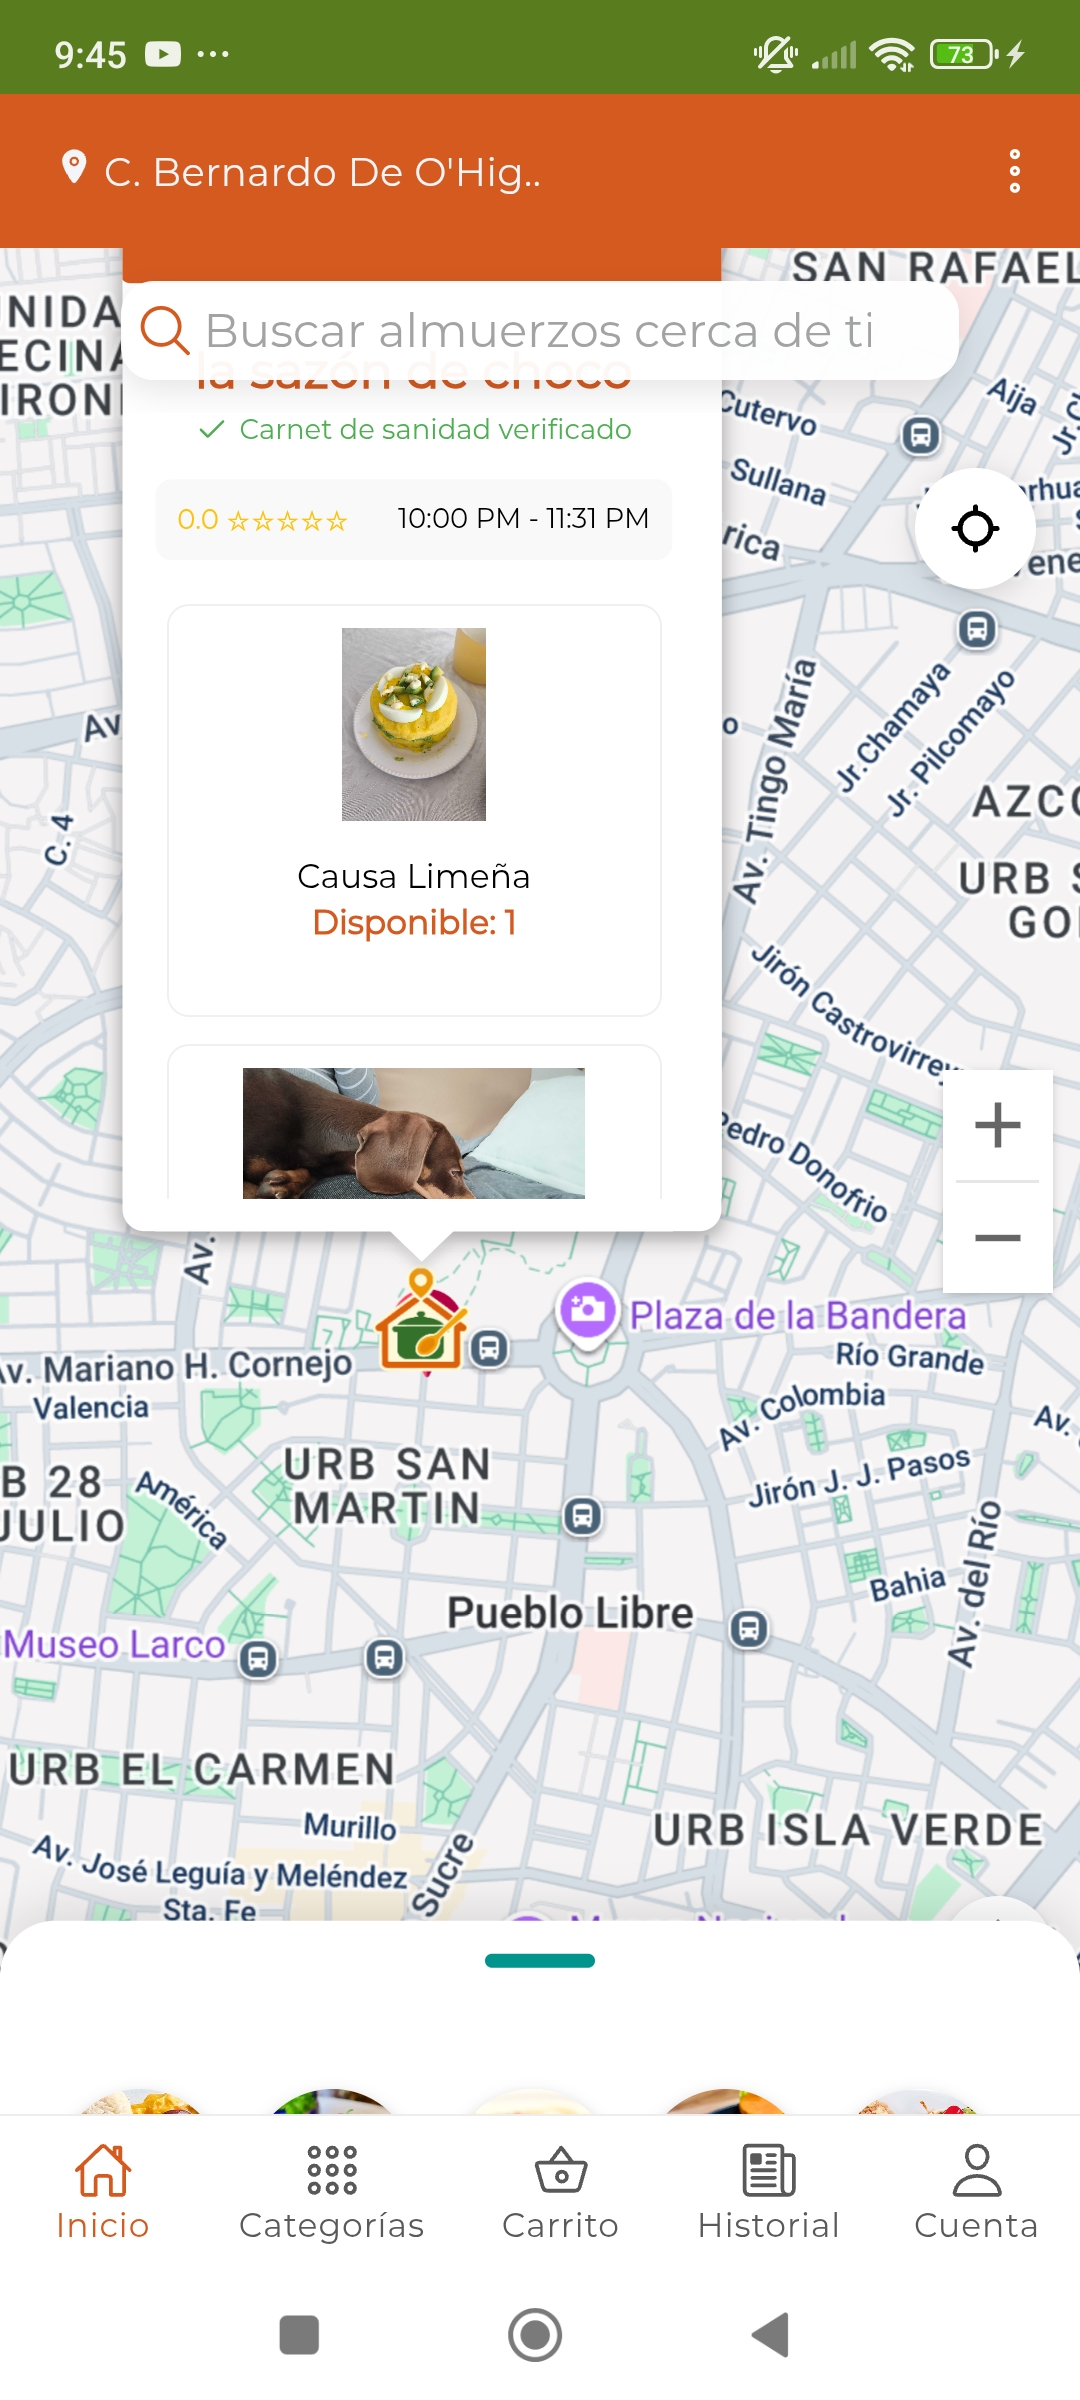 9:45
73
C. Bernardo De O'Hig..
SAN RAFAEL
Buscar almuerzos cerca de ti
la sazón de choco
Carnet de sanidad verificado
0.0
10:00 PM - 11:31 PM
Cutervo
Aija
Sullana
Causa Limeña
Disponible: 1
Av
C. 4
Av. Tingo María
Jr. Chamaya
Jr. Pilcomayo
AZCO
URB S
GO
Jirón Castrovirrey
Pedro Donofrio
+
−
Av.
Plaza de la Bandera
Av. Mariano H. Cornejo
Valencia
Río Grande
Av. Colombia
Av.
Jirón J. J. Pasos
URB SAN
MARTIN
B 28
JULIO
América
Bahia
Av. del Río
Pueblo Libre
Museo Larco
URB EL CARMEN
Murillo
URB ISLA VERDE
Av. José Leguía y Meléndez
Sucre
Sta. Fe
Inicio
Categorías
Carrito
Historial
Cuenta